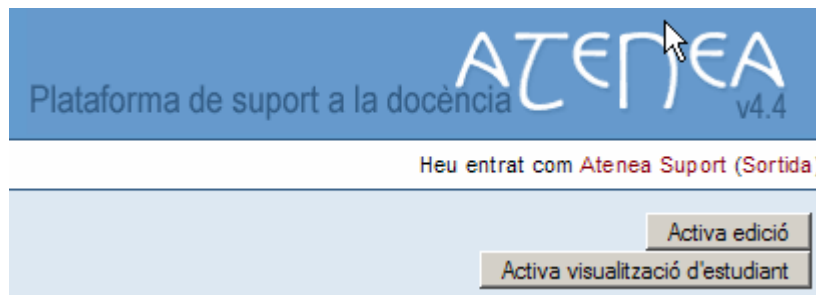 ATENEA
Plataforma de suport a la docència
v4.4
Heu entrat com Atenea Suport (Sortida)
Activa edició
Activa visualització d'estudiant